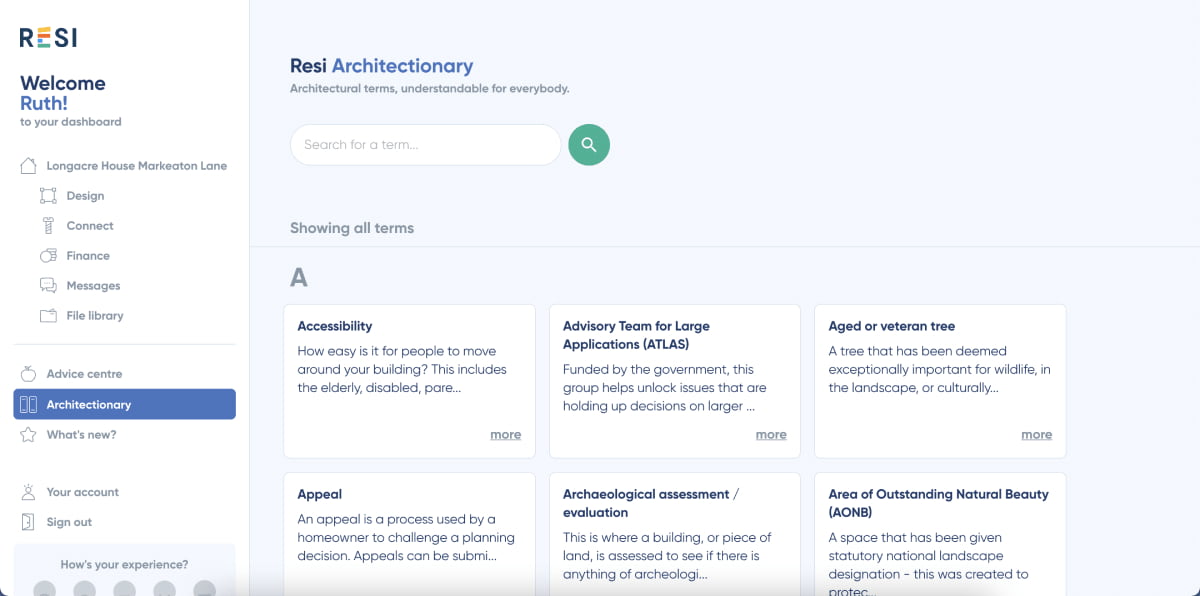 RESI
Welcome
Ruth!
to your dashboard
Longacre House Markeaton Lane
Design
Connect
Finance
Messages
File library
Advice centre
Architectionary
What's new?
Your account
Sign out
How's your experience?
Resi Architectionary
Architectural terms, understandable for everybody.
Search for a term...
Showing all terms
A
Accessibility
How easy is it for people to move
around your building? This includes
the elderly, disabled, pare...
more
Advisory Team for Large
Applications (ATLAS)
Funded by the government, this
group helps unlock issues that are
holding up decisions on larger ...
more
Aged or veteran tree
A tree that has been deemed
exceptionally important for wildlife, in
the landscape, or culturally...
more
Appeal
An appeal is a process used by a
homeowner to challenge a planning
decision. Appeals can be submi...
Archaeological assessment /
evaluation
This is where a building, or piece of
land, is assessed to see if there is
anything of archeologi...
Area of Outstanding Natural Beauty
(AONB)
A space that has been given
statutory national landscape
designation - this was created to
protec...